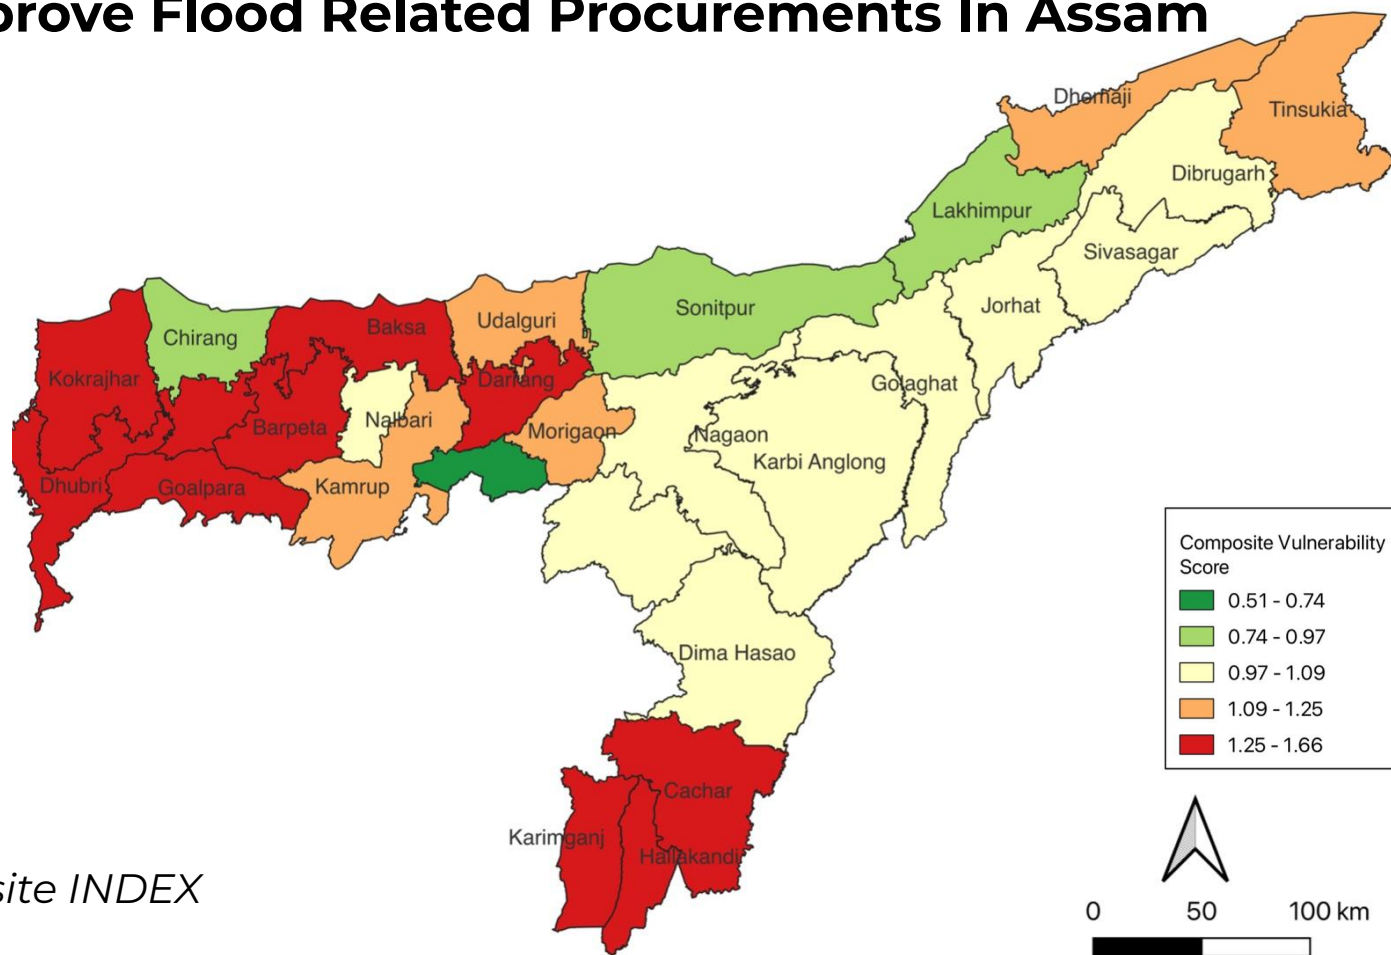 prove Flood Related Procurements In Assam
Dhemaji
Tinsukia
Dibrugarh
Lakhimpur
Sivasagar
Sonitpur
Jorhat
Udalguri
Baksa
Chirang
Kokrajhar
Darrang
Golaghat
Nalbari
Barpeta
Morigaon
Nagaon
Karbi Anglong
Dhubri
Goalpara
Kamrup
Dima Hasao
Cachar
Karimganj
Hailakandi
Composite Vulnerability
Score
0.51 - 0.74
0.74 - 0.97
0.97 - 1.09
1.09 - 1.25
1.25 - 1.66
site INDEX
0 50 100 km